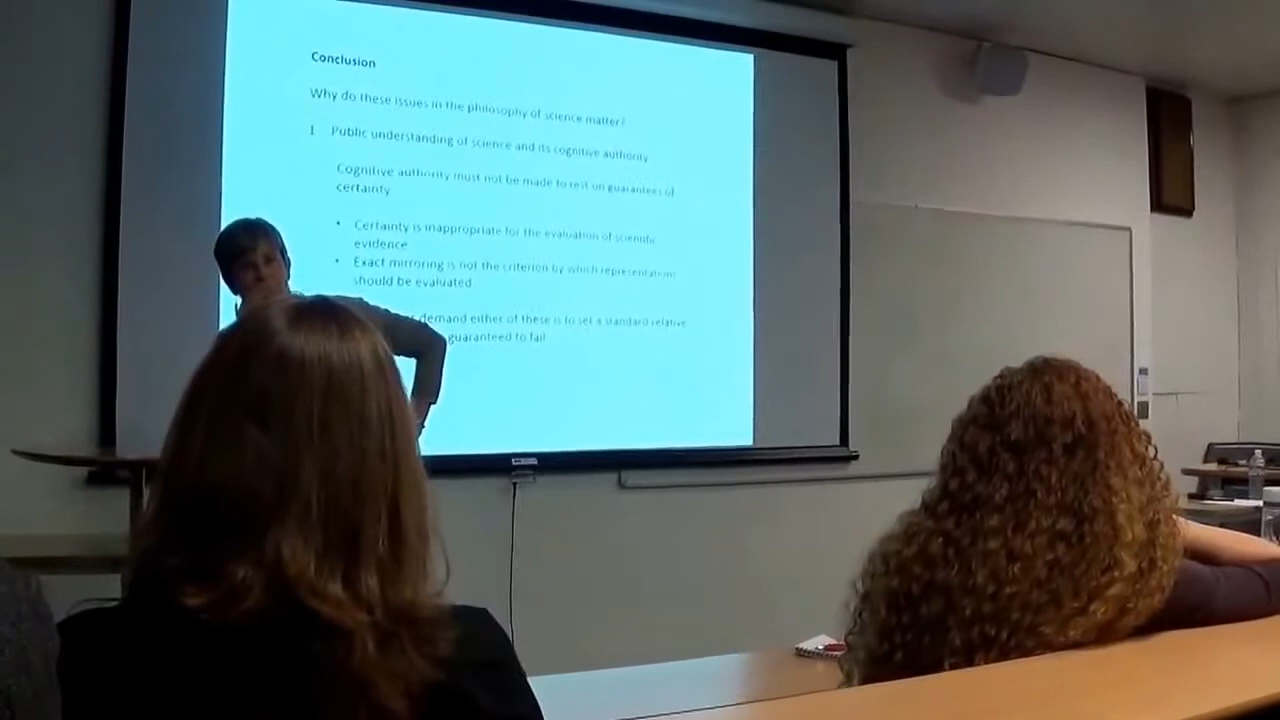 Conclusion
Why do these issues in the philosophy of science matter?
1 Public understanding of science and its cognitive authority
Cognitive authority must not be made to rest on guarantees of
certainty
• Certainty is inappropriate for the evaluation of scientific
evidence
• Exact mirroring is not the criterion by which representations
should be evaluated
demand either of these is to set a standard relative
guaranteed to fail